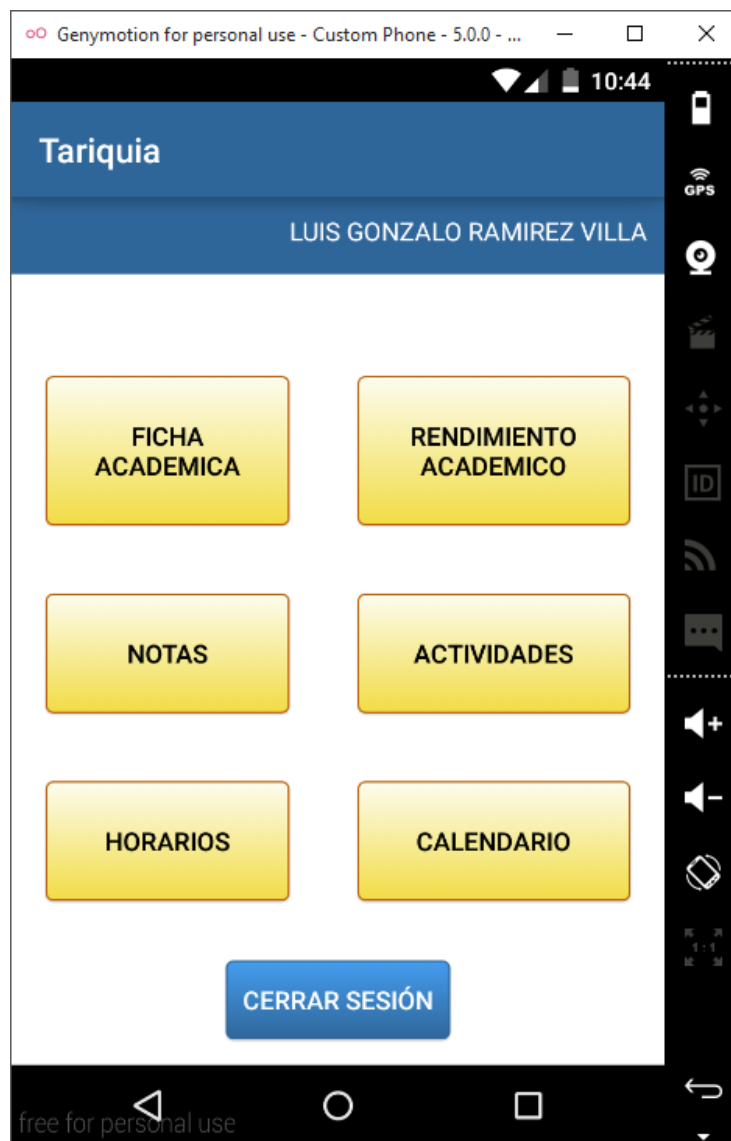 Genymotion for personal use - Custom Phone - 5.0.0 - ...
10:44
Tariquia
GPS
LUIS GONZALO RAMIREZ VILLA
FICHA
ACADEMICA
RENDIMIENTO
ACADEMICO
ID
NOTAS
ACTIVIDADES
HORARIOS
CALENDARIO
1:1
CERRAR SESIÓN
free for personal use